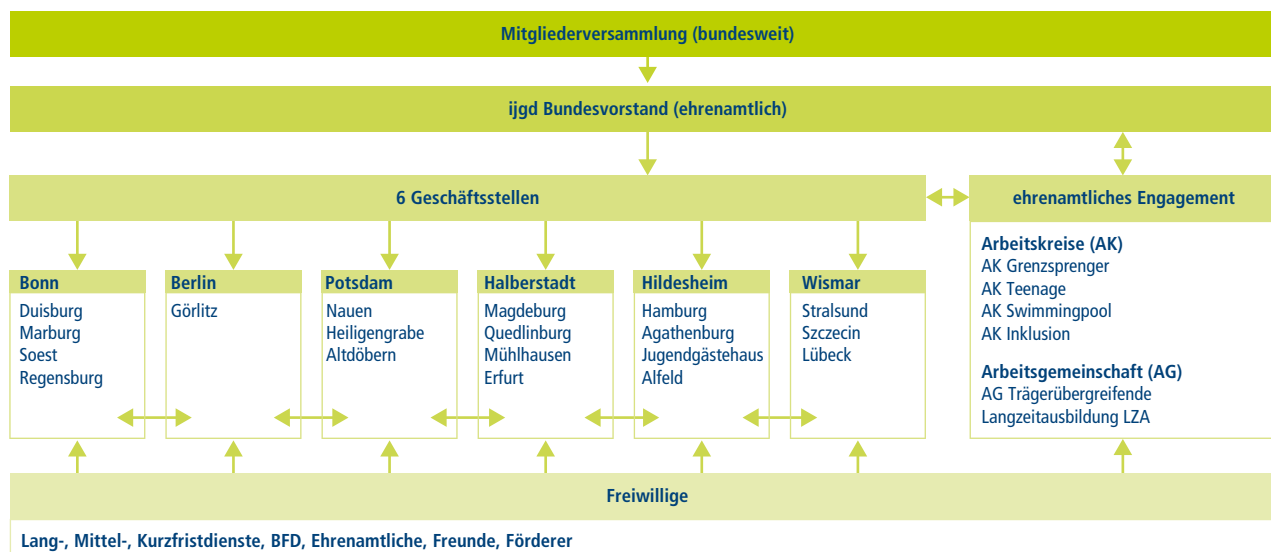 Mitgliederversammlung (bundesweit)
ijgd Bundesvorstand (ehrenamtlich)
6 Geschäftsstellen
ehrenamtliches Engagement
Bonn
Duisburg
Marburg
Soest
Regensburg
Berlin
Görlitz
Potsdam
Nauen
Heiligengrabe
Altdöbern
Halberstadt
Magdeburg
Quedlinburg
Mühlhausen
Erfurt
Hildesheim
Hamburg
Agathenburg
Jugendgästehaus
Alfeld
Wismar
Stralsund
Szczecin
Lübeck
Arbeitskreise (AK)
AK Grenzsprenger
AK Teenage
AK Swimmingpool
AK Inklusion
Arbeitsgemeinschaft (AG)
AG Trägerübergreifende
Langzeitausbildung LZA
Freiwillige
Lang-, Mittel-, Kurzfristdienste, BFD, Ehrenamtliche, Freunde, Förderer